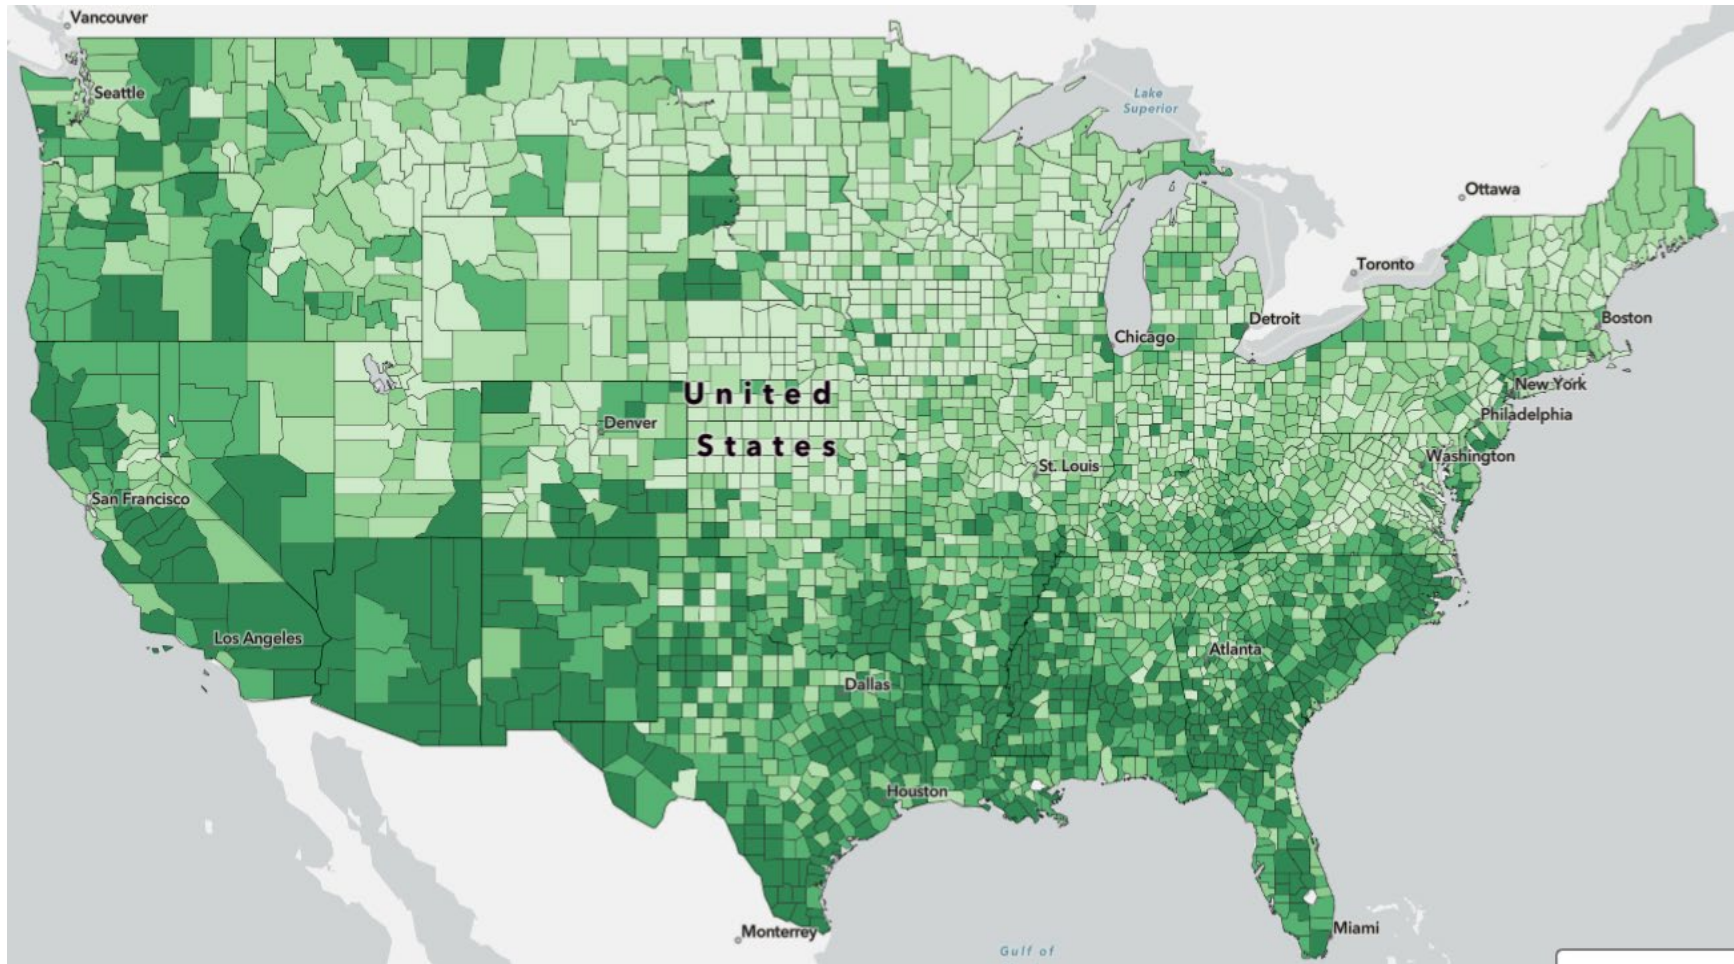 Vancouver
Seattle
Lake
Superior
Ottawa
Toronto
Boston
Detroit
Chicago
New York
Philadelphia
United
States
Denver
Washington
St. Louis
San Francisco
Los Angeles
Atlanta
Dallas
Houston
Monterrey
Miami
Gulf of